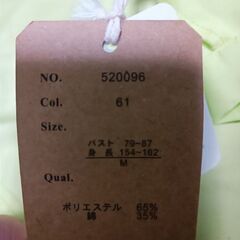 NO. 520096
Col. 61
Size.
バスト 79-87
身長 154-162
M
Qual.
ポリエステル 65%
綿 35%